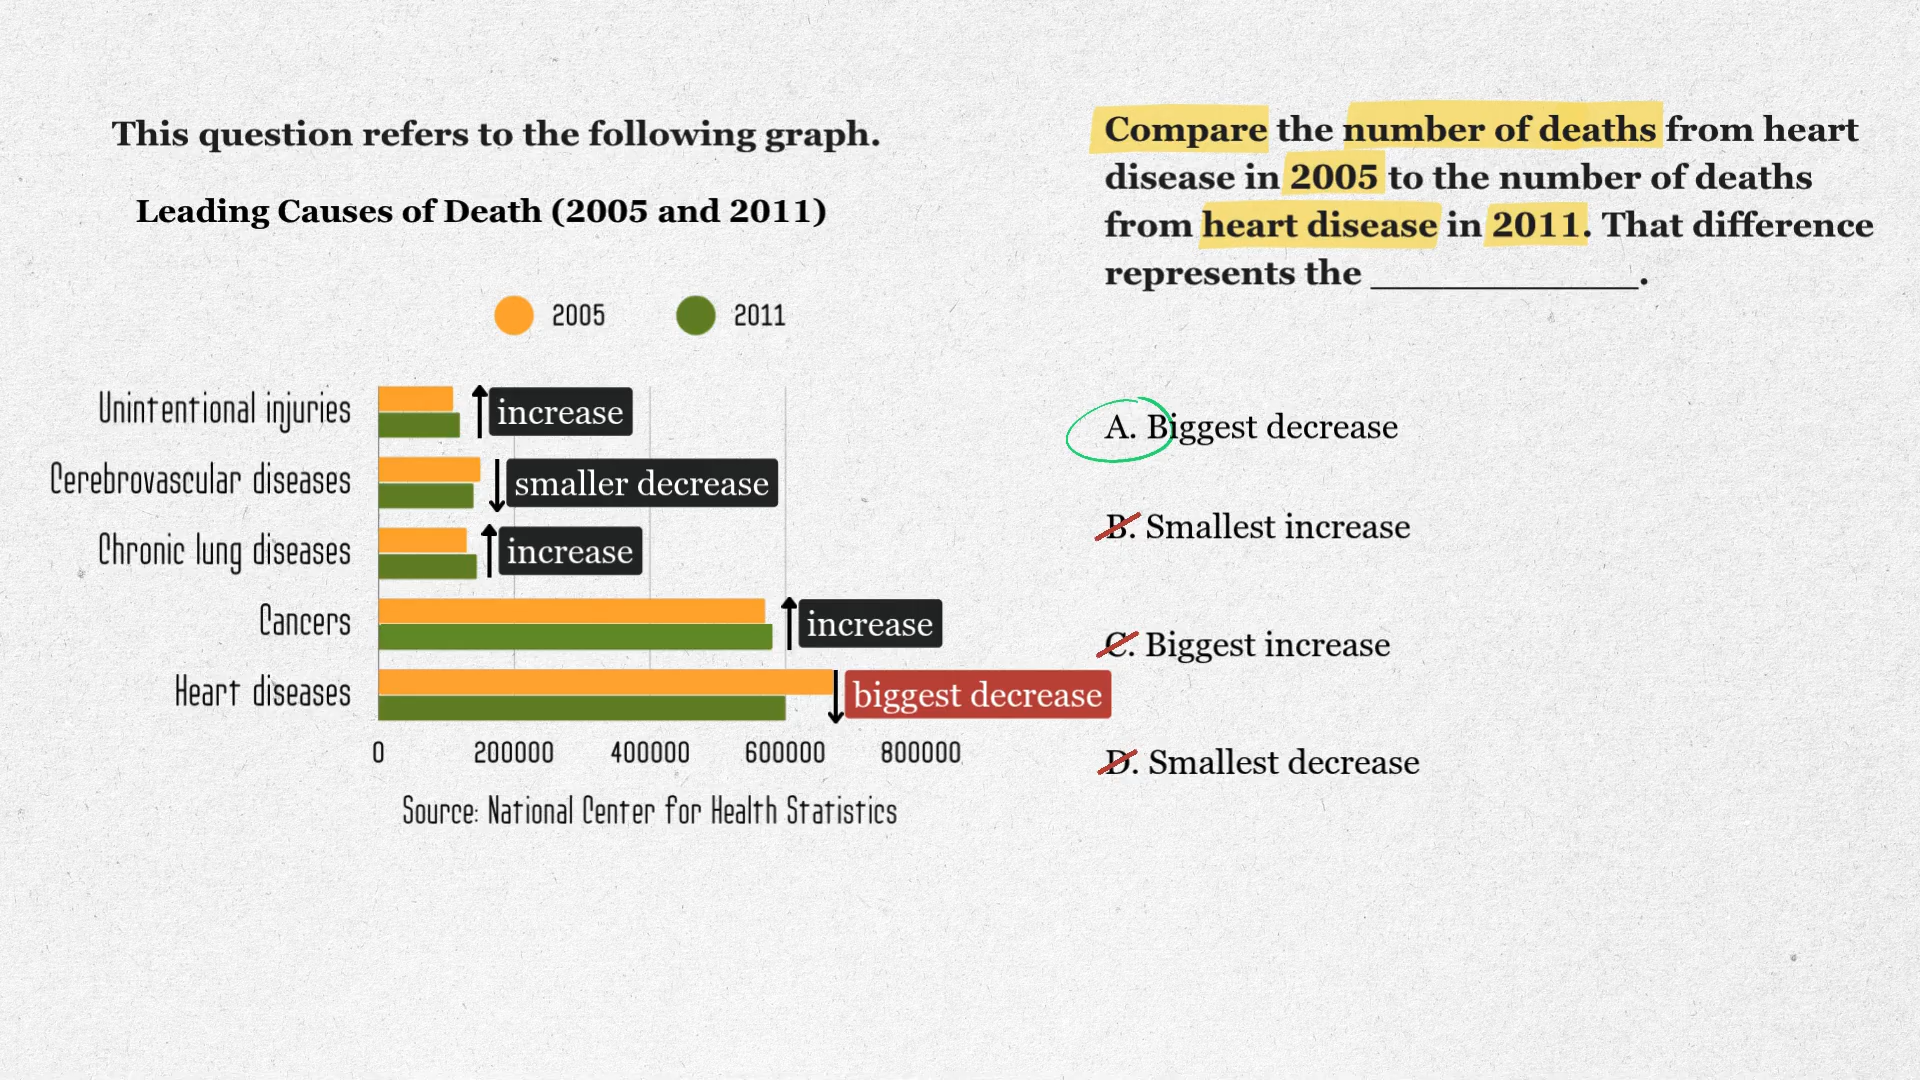 This question refers to the following graph.
Leading Causes of Death (2005 and 2011)
2005
2011
Unintentional injuries
increase
Cerebrovascular diseases
smaller decrease
Chronic lung diseases
increase
Cancers
increase
Heart diseases
biggest decrease
0 200000 400000 600000 800000
Source: National Center for Health Statistics
Compare the number of deaths from heart
disease in 2005 to the number of deaths
from heart disease in 2011. That difference
represents the _______________.
A. Biggest decrease
B. Smallest increase
C. Biggest increase
D. Smallest decrease